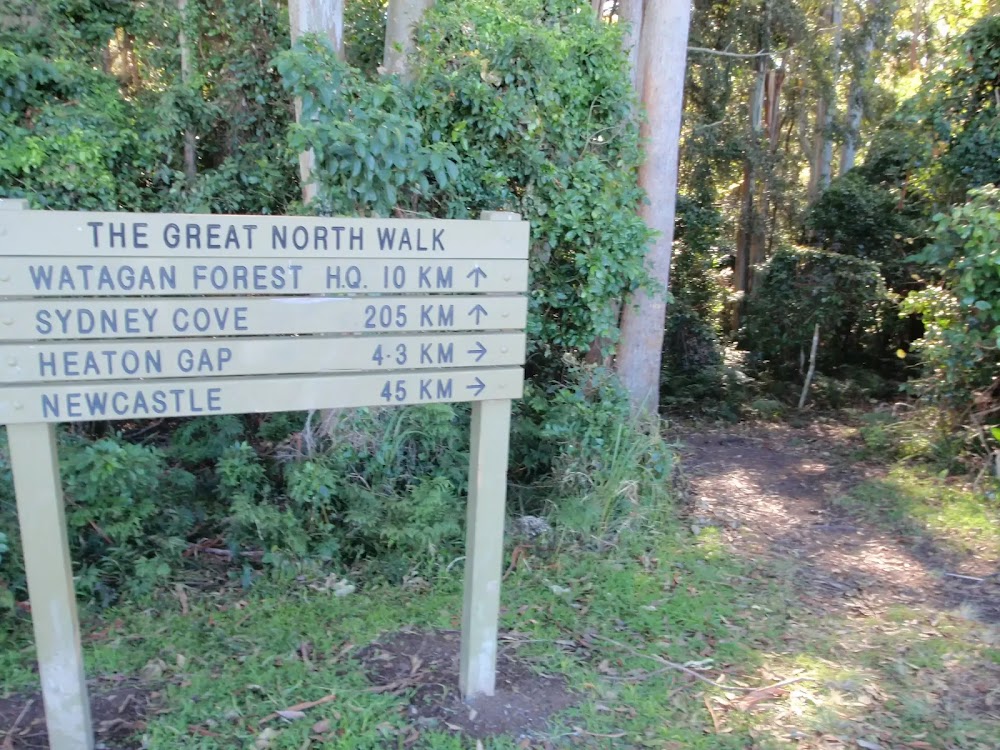 THE GREAT NORTH WALK
WATAGAN FOREST H.Q. 10 KM ↑
SYDNEY COVE 205 KM ↑
HEATON GAP 4·3 KM →
NEWCASTLE 45 KM →